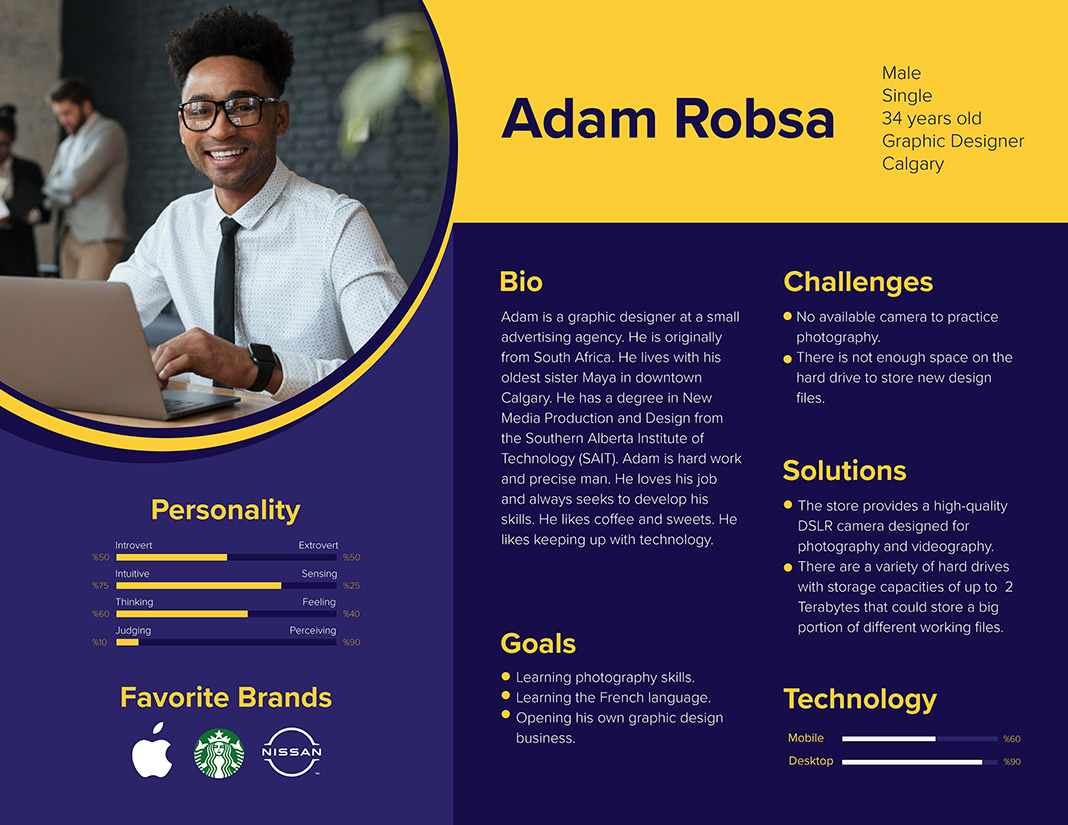 Adam Robsa
Male
Single
34 years old
Graphic Designer
Calgary
Bio
Adam is a graphic designer at a small
advertising agency. He is originally
from South Africa. He lives with his
oldest sister Maya in downtown
Calgary. He has a degree in New
Media Production and Design from
the Southern Alberta Institute of
Technology (SAIT). Adam is hard work
and precise man. He loves his job
and always seeks to develop his
skills. He likes coffee and sweets. He
likes keeping up with technology.
Goals
Learning photography skills.
Learning the French language.
Opening his own graphic design
business.
Challenges
No available camera to practice
photography.
There is not enough space on the
hard drive to store new design
files.
Solutions
The store provides a high-quality
DSLR camera designed for
photography and videography.
There are a variety of hard drives
with storage capacities of up to 2
Terabytes that could store a big
portion of different working files.
Technology
Mobile %60
Desktop %90
Personality
Introvert Extrovert
%50 %50
Intuitive Sensing
%75 %25
Thinking Feeling
%60 %40
Judging Perceiving
%10 %90
Favorite Brands
NISSAN